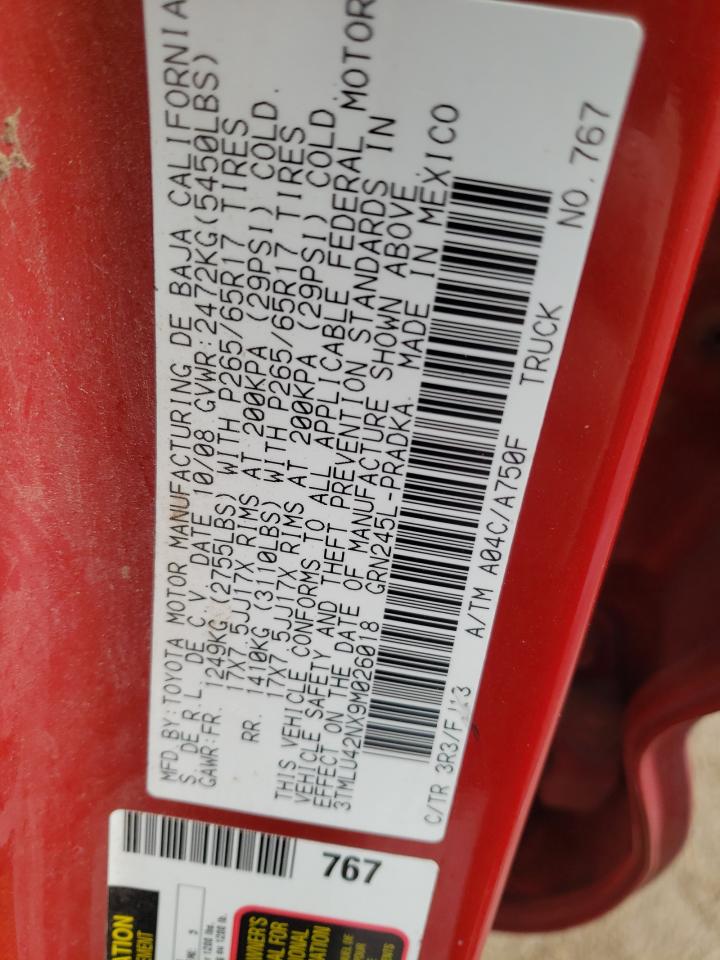 MFD.BY:TOYOTA MOTOR MANUFACTURING DE BAJA CALIFORNIA
S. DE R.L. DE C.V. DATE 10/08 GVWR:2472KG(5450LBS)
GAWR:FR. 1249KG (2755LBS) WITH P265/65R17 TIRES
17X7.5JJ17X RIMS AT 200KPA (29PSI) COLD.
RR. 1410KG (3110LBS) WITH P265/65R17 TIRES
17X7.5JJ17X RIMS AT 200KPA (29PSI) COLD.
THIS VEHICLE CONFORMS TO ALL APPLICABLE FEDERAL MOTOR
VEHICLE SAFETY AND THEFT PREVENTION STANDARDS IN
EFFECT ON THE DATE OF MANUFACTURE SHOWN ABOVE.
3TMLU42NX9M026018 GRN245L-PRADKA MADE IN MEXICO
C/TR 3R3/ A/TM A04C/A750F TRUCK NO.767
767